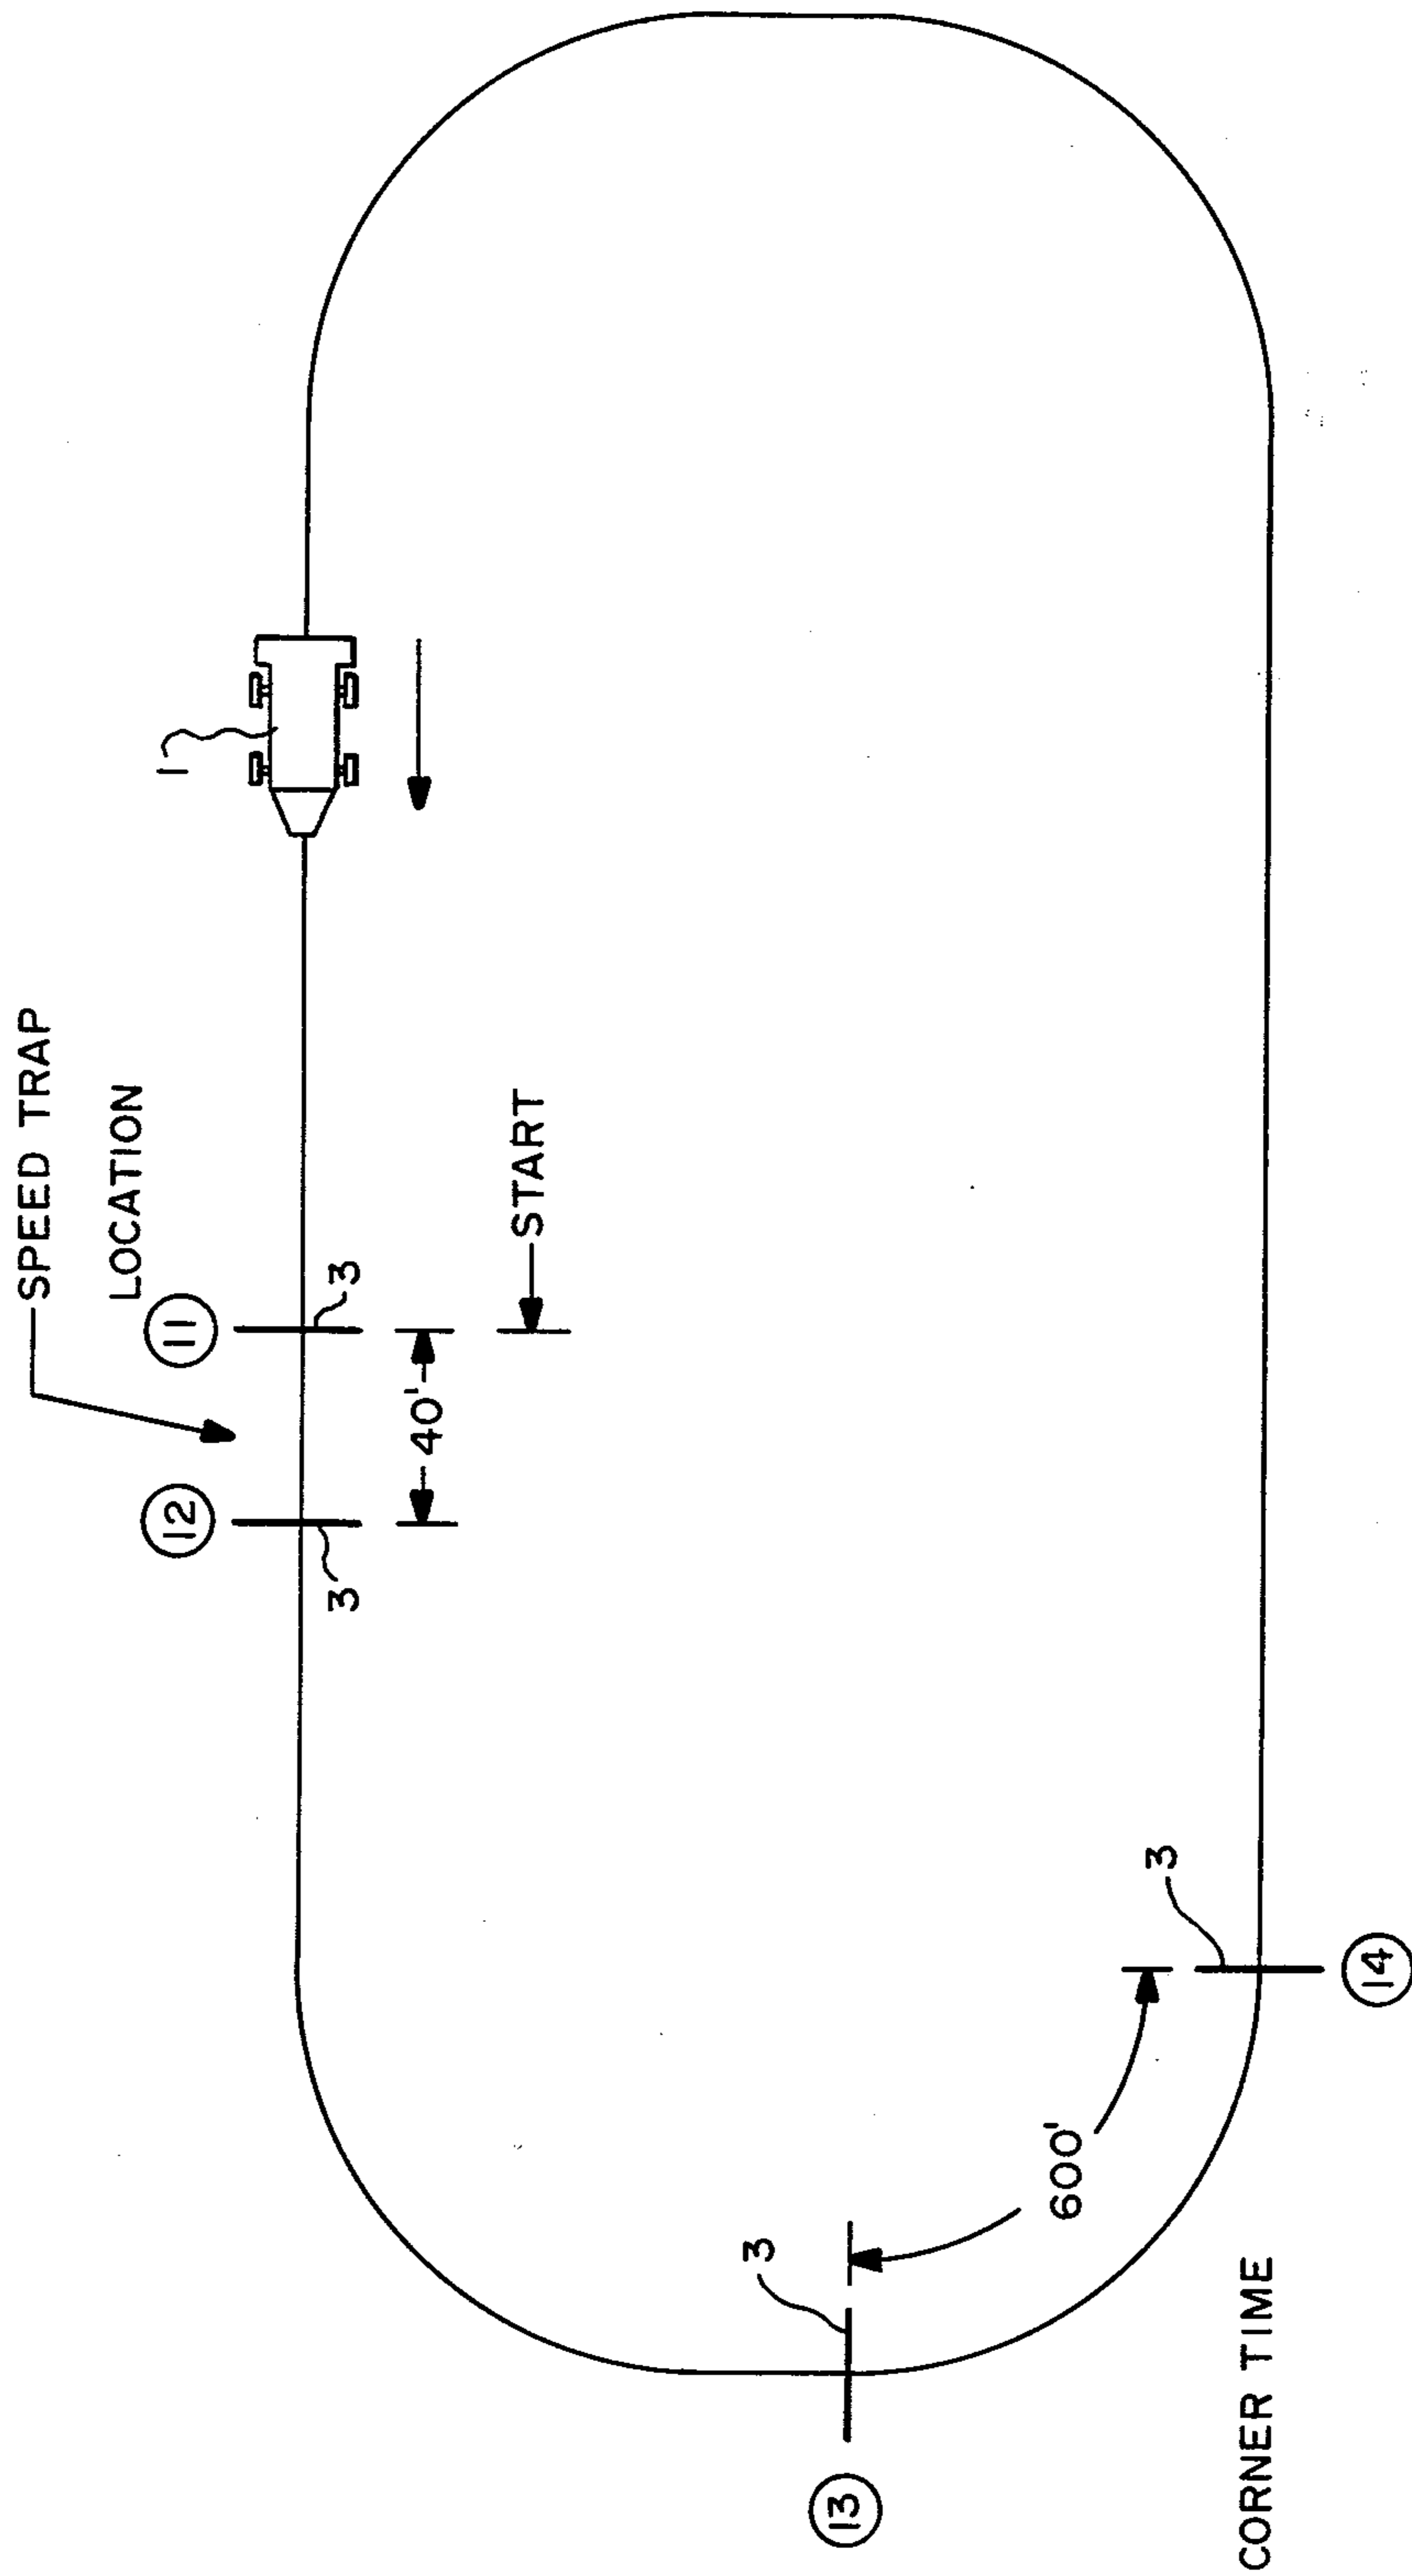 SPEED TRAP
LOCATION
1
12
11
3
3
40'
START
13
3
600'
3
CORNER TIME
14